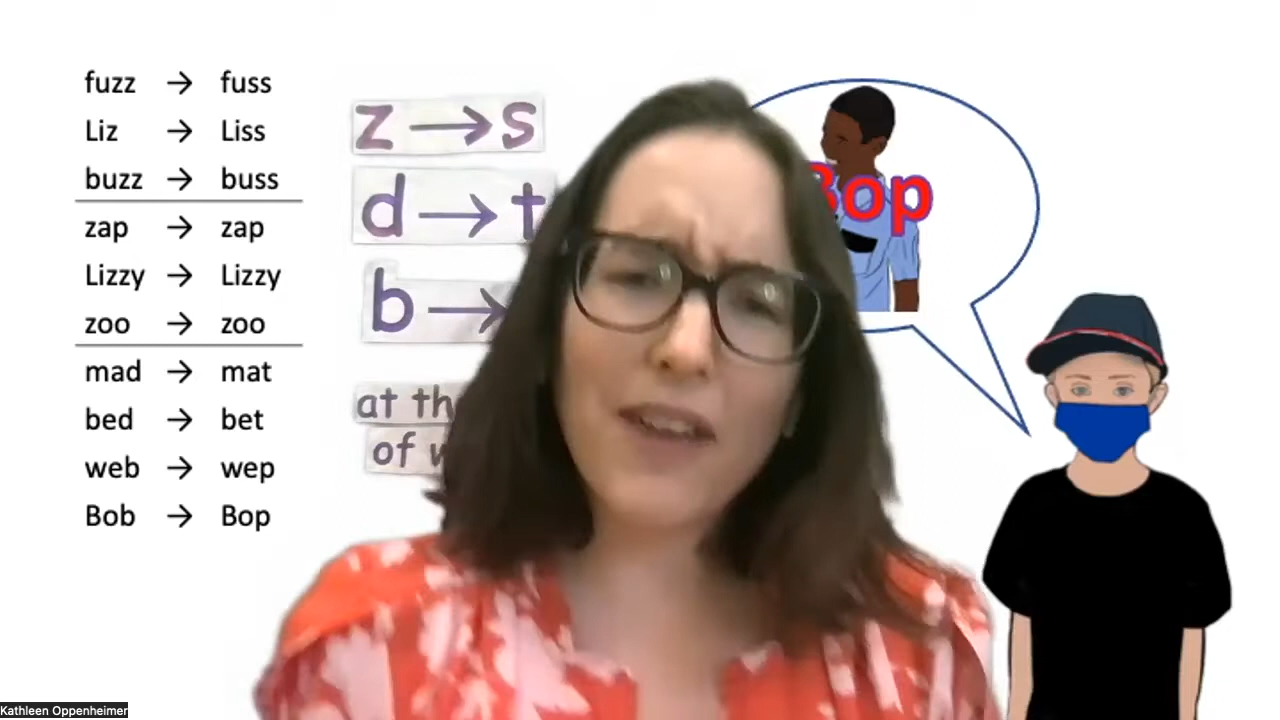 fuzz → fuss
Liz → Liss
buzz → buss
zap → zap
Lizzy → Lizzy
zoo → zoo
mad → mat
bed → bet
web → wep
Bob → Bop
z → s
d → t
b →
at
of
Bop
Kathleen Oppenheimer